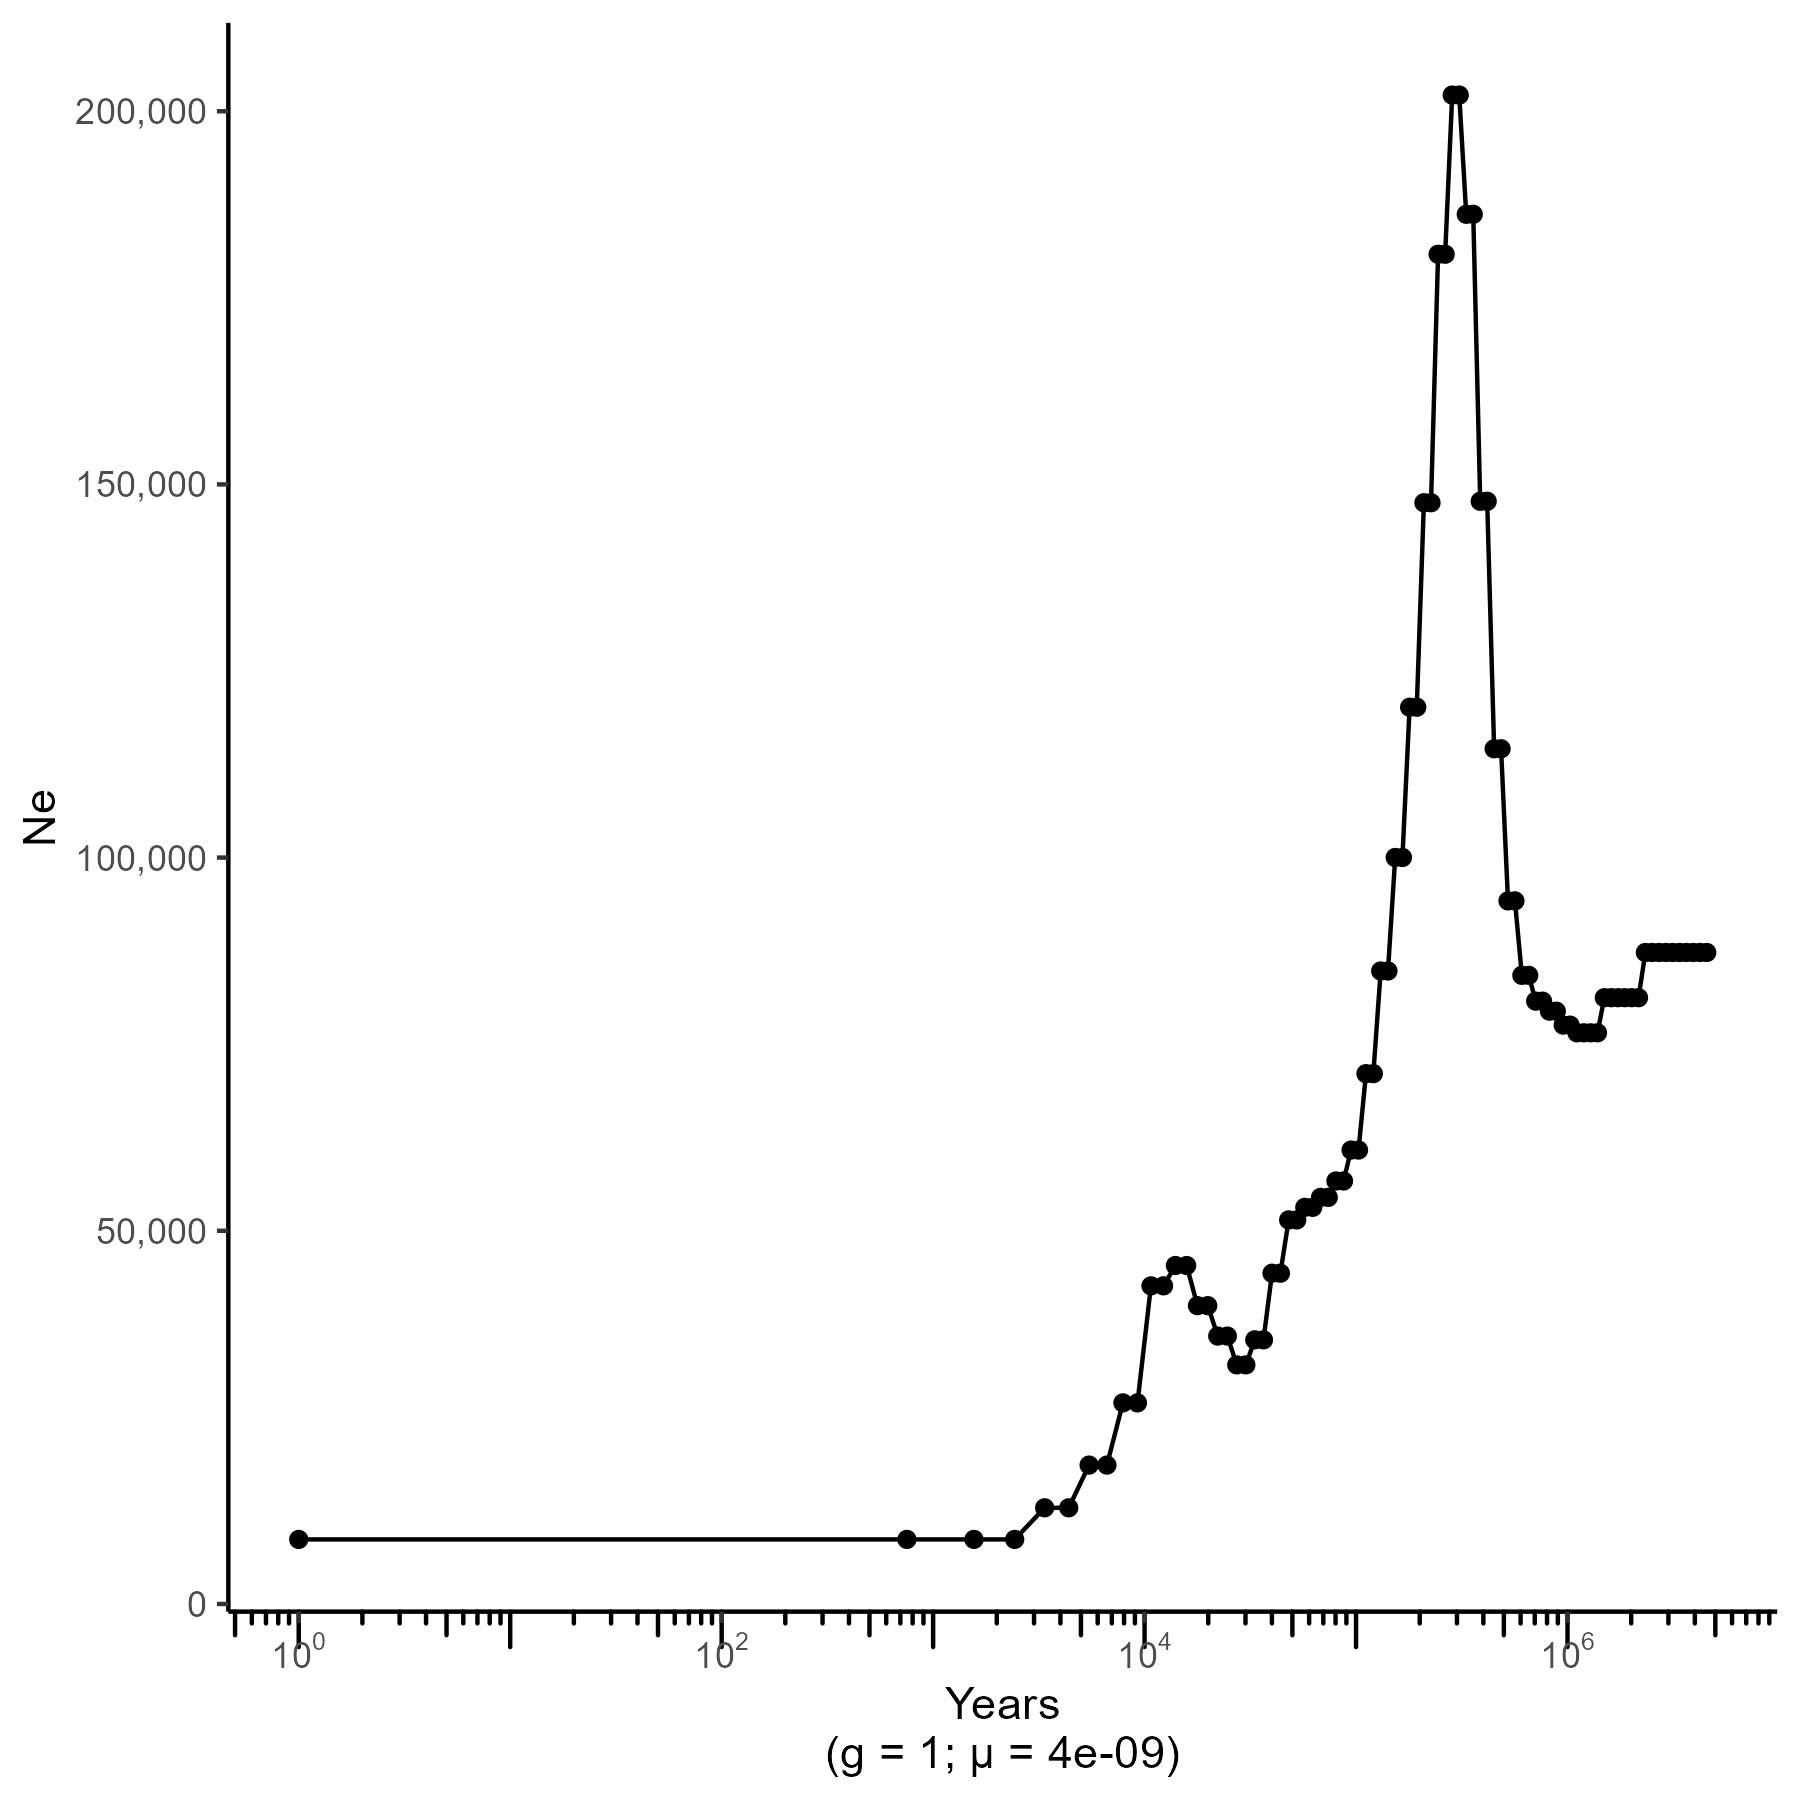 200,000
150,000
Ne
100,000
50,000
0
10⁰ 10² 10⁴ 10⁶
Years
(g = 1; μ = 4e-09)